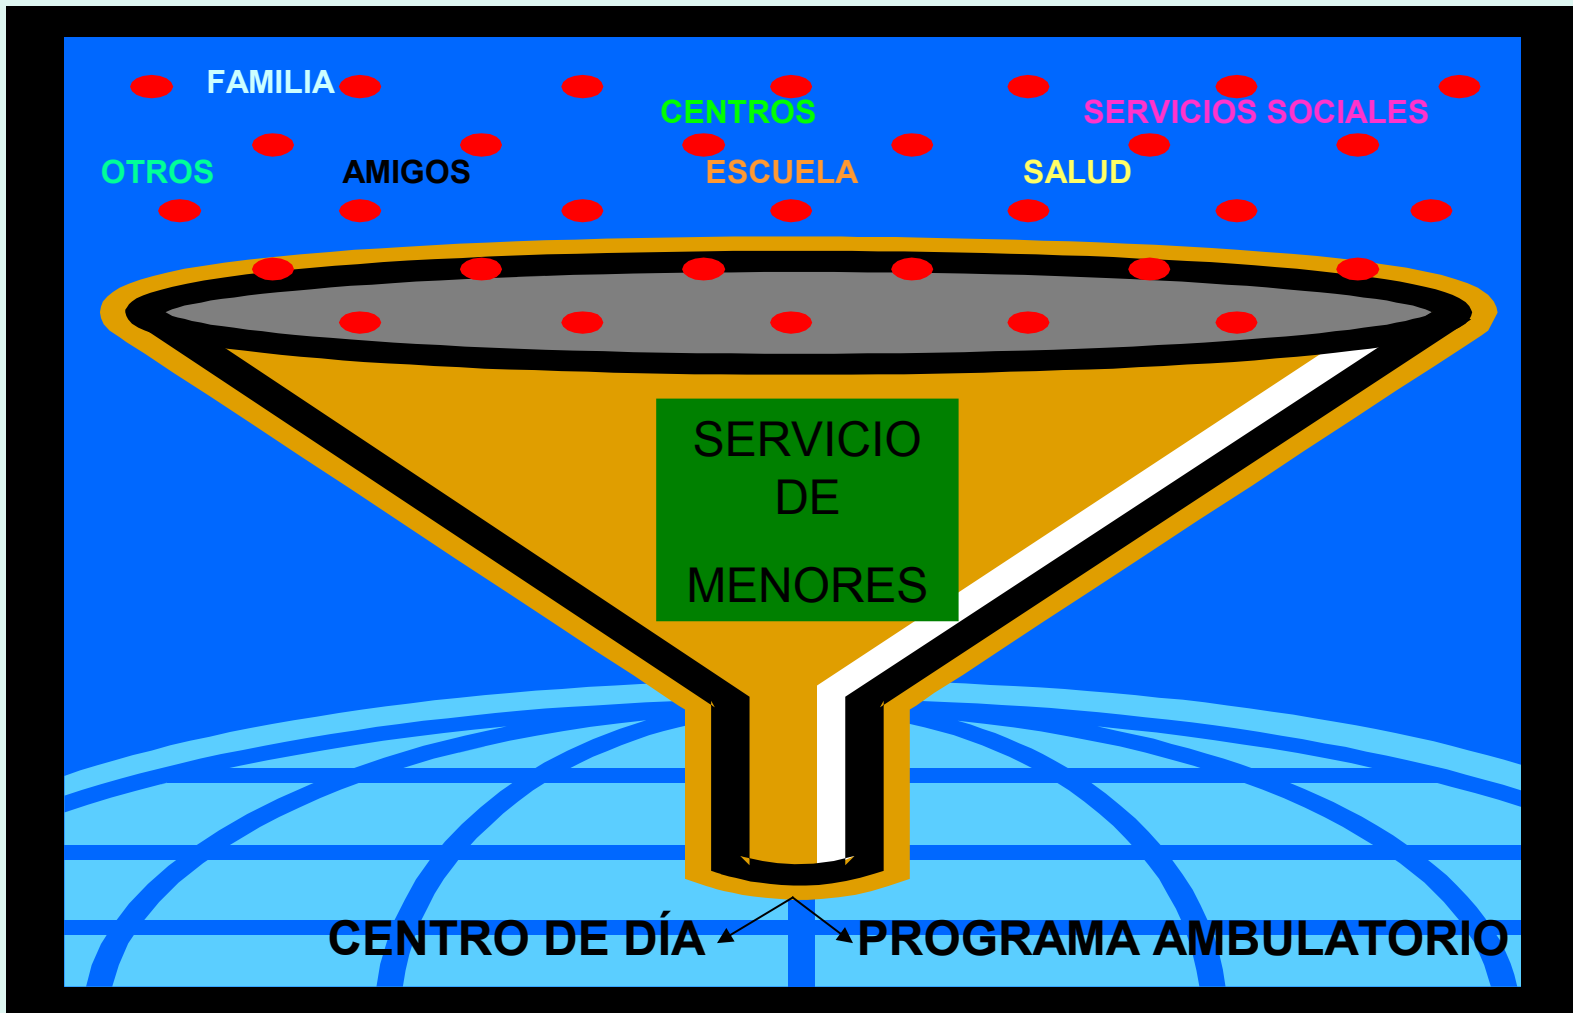 FAMILIA
CENTROS
SERVICIOS SOCIALES
OTROS
AMIGOS
ESCUELA
SALUD
SERVICIO
DE
MENORES
CENTRO DE DÍA
PROGRAMA AMBULATORIO